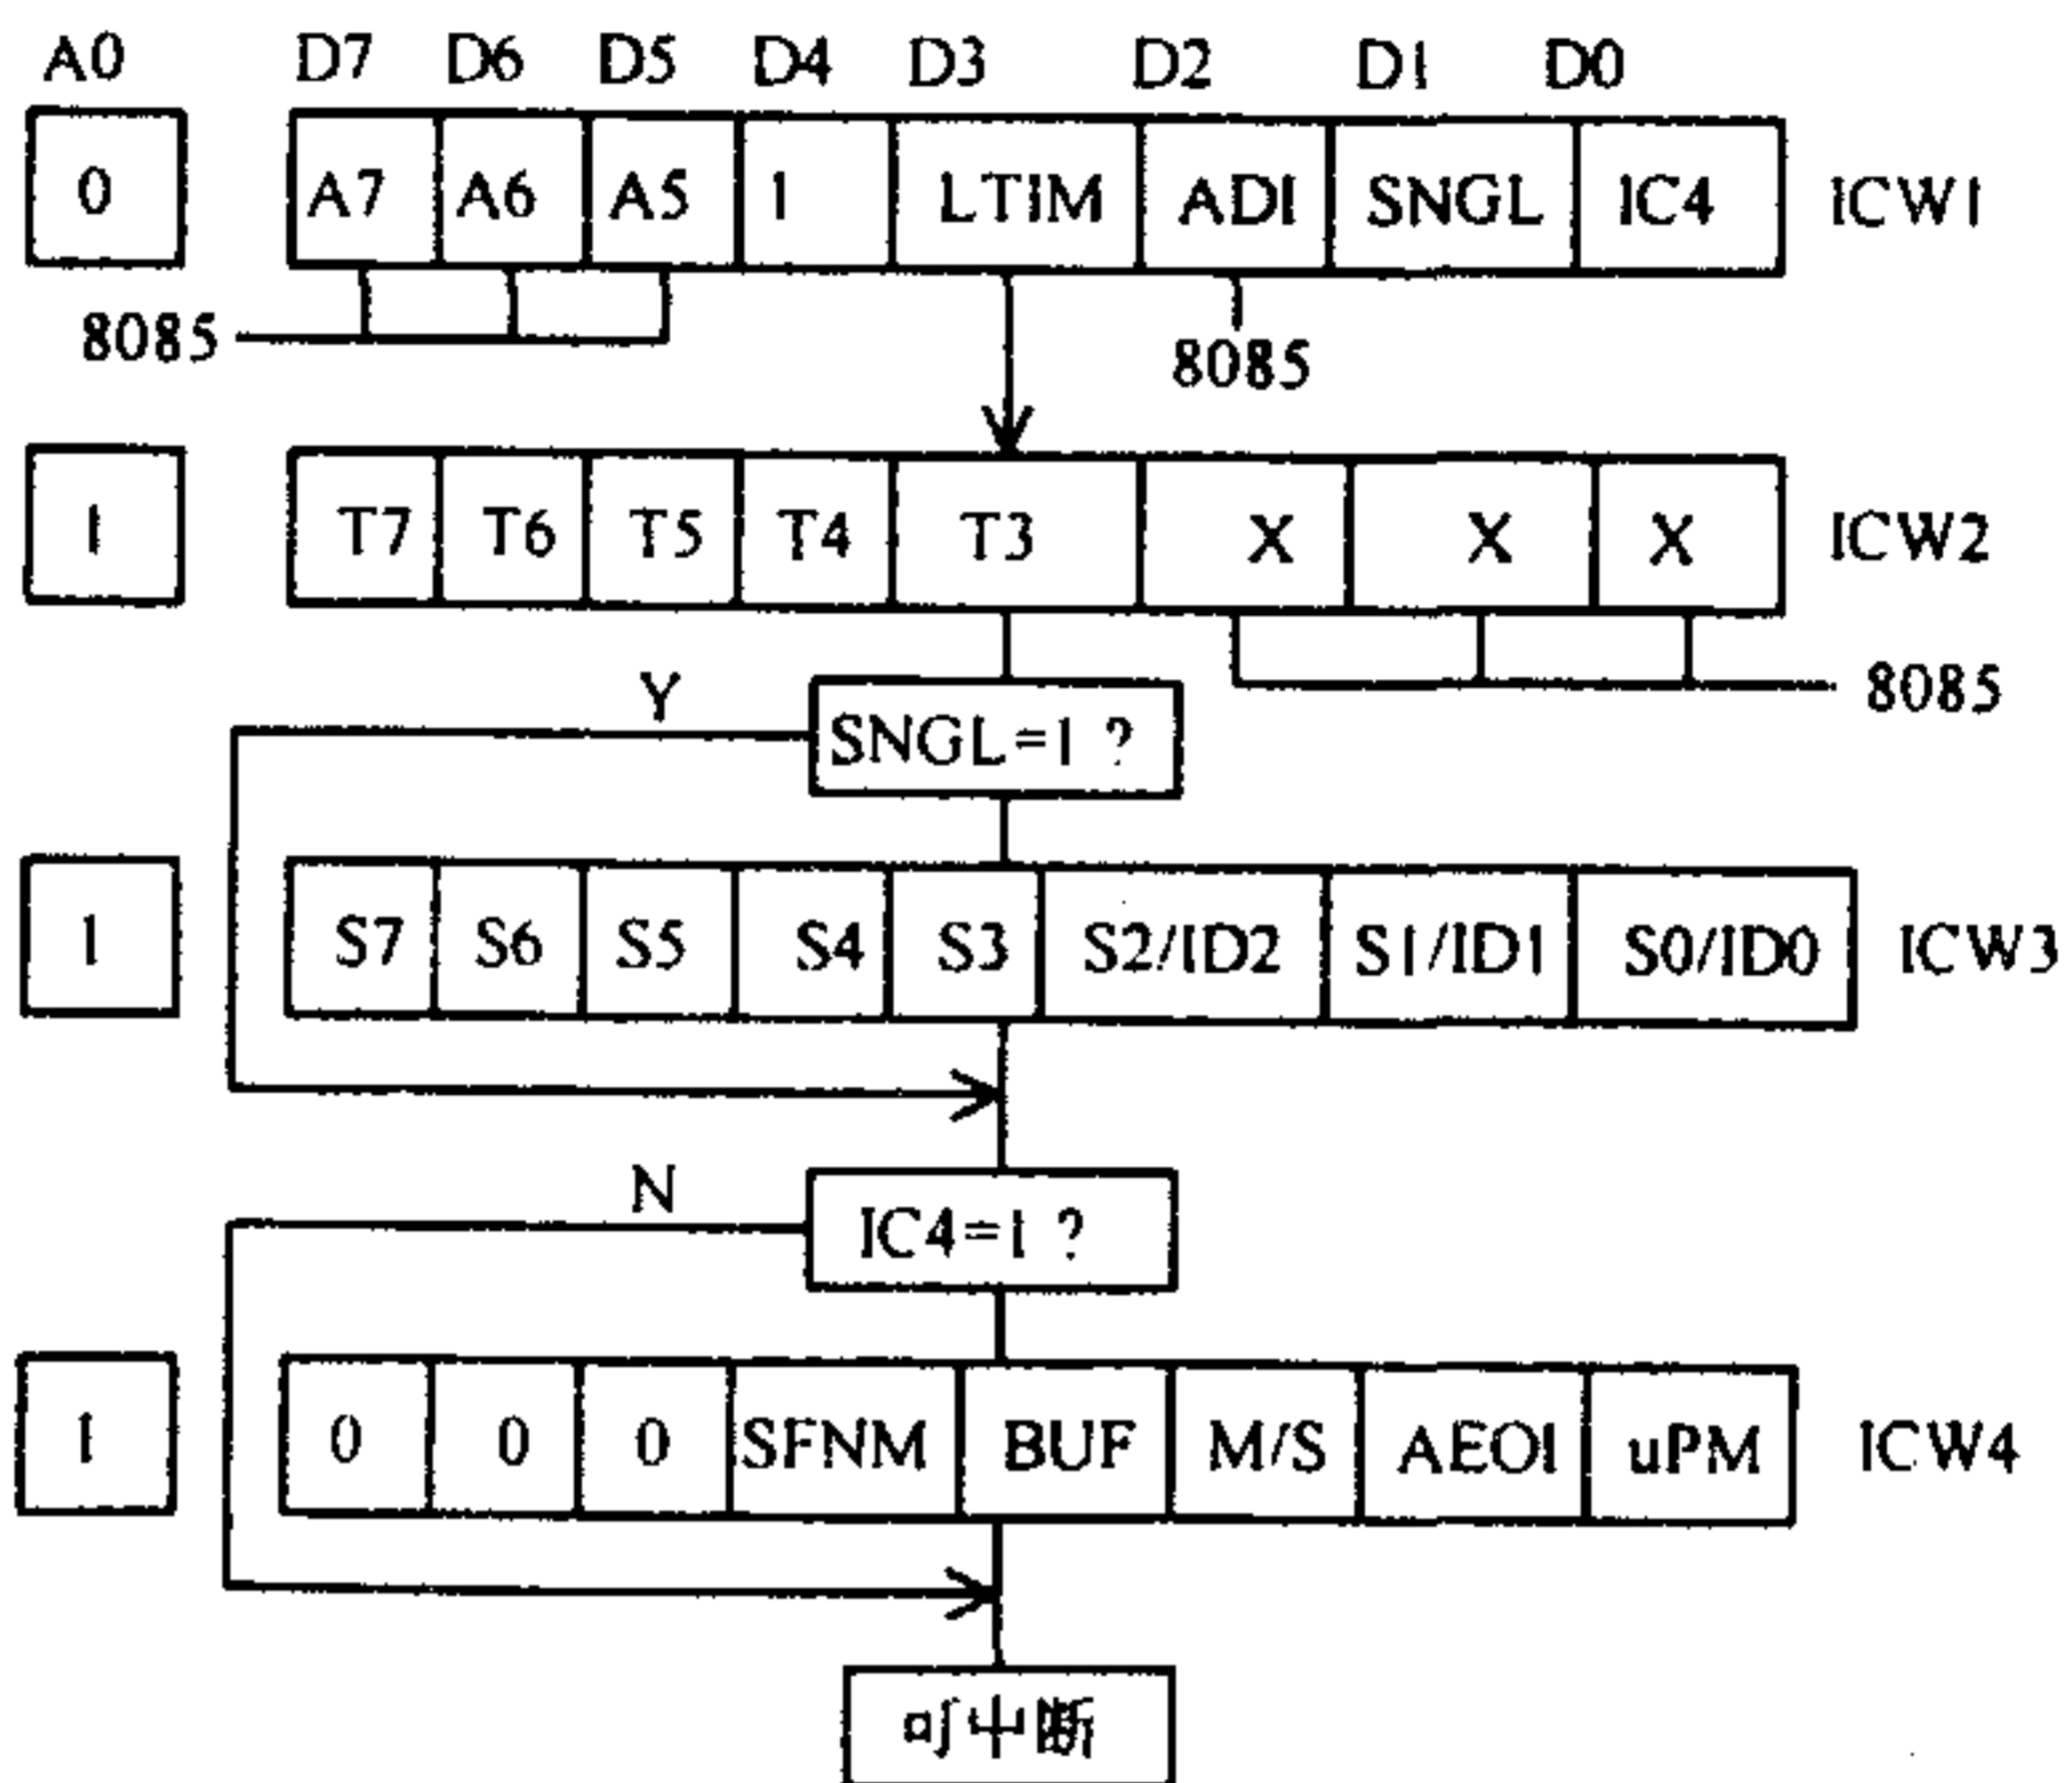 A0 D7 D6 D5 D4 D3 D2 D1 D0
0 A7 A6 A5 1 LTIM ADI SNGL IC4 ICW1
8085 8085
1 T7 T6 T5 T4 T3 X X X ICW2
8085
Y
SNGL=1 ?
1 S7 S6 S5 S4 S3 S2/ID2 S1/ID1 S0/ID0 ICW3
N
IC4=1 ?
1 0 0 0 SFNM BUF M/S AEOI uPM ICW4
可中断